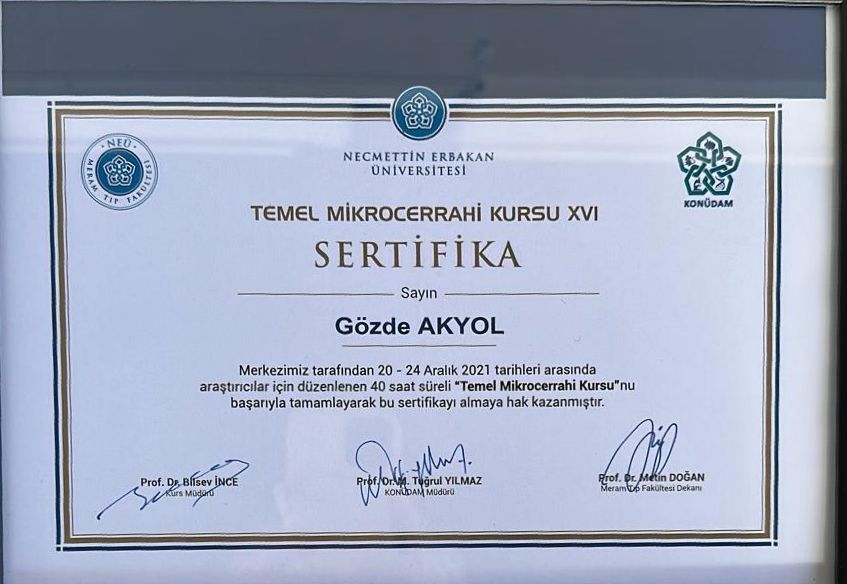 NECMETTİN ERBAKAN
ÜNİVERSİTESİ
· NEÜ ·
MERAM TIP FAKÜLTESİ
KONÜDAM
TEMEL MİKROCERRAHİ KURSU XVI
SERTİFİKA
Sayın
Gözde AKYOL
Merkezimiz tarafından 20 - 24 Aralık 2021 tarihleri arasında
araştırıcılar için düzenlenen 40 saat süreli “Temel Mikrocerrahi Kursu”nu
başarıyla tamamlayarak bu sertifikayı almaya hak kazanmıştır.
Prof. Dr. Bilsev İNCE
Kurs Müdürü
Prof. Dr. M. Tuğrul YILMAZ
KONÜDAM Müdürü
Prof. Dr. Metin DOĞAN
Meram Tıp Fakültesi Dekanı